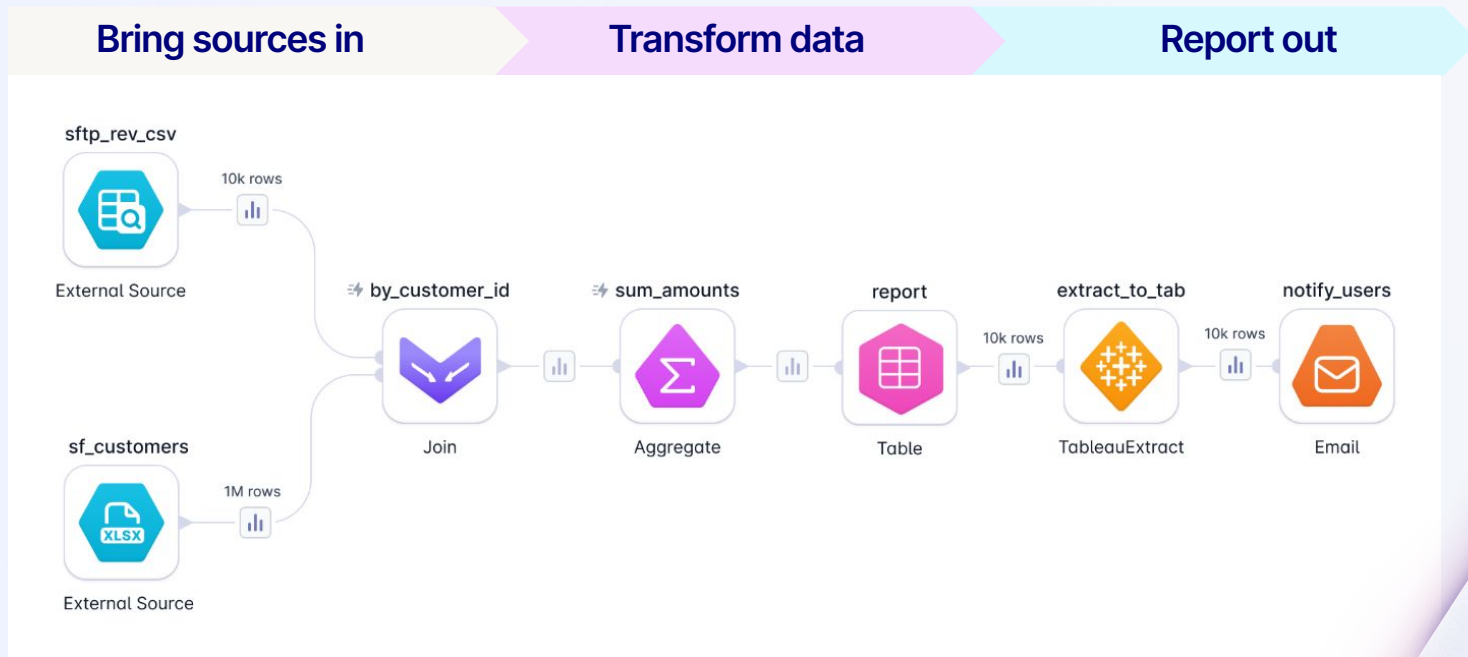 Bring sources in
Transform data
Report out
sftp_rev_csv
10k rows
External Source
by_customer_id
Join
sum_amounts
Aggregate
report
Table
10k rows
extract_to_tab
TableauExtract
10k rows
notify_users
Email
sf_customers
1M rows
XLSX
External Source